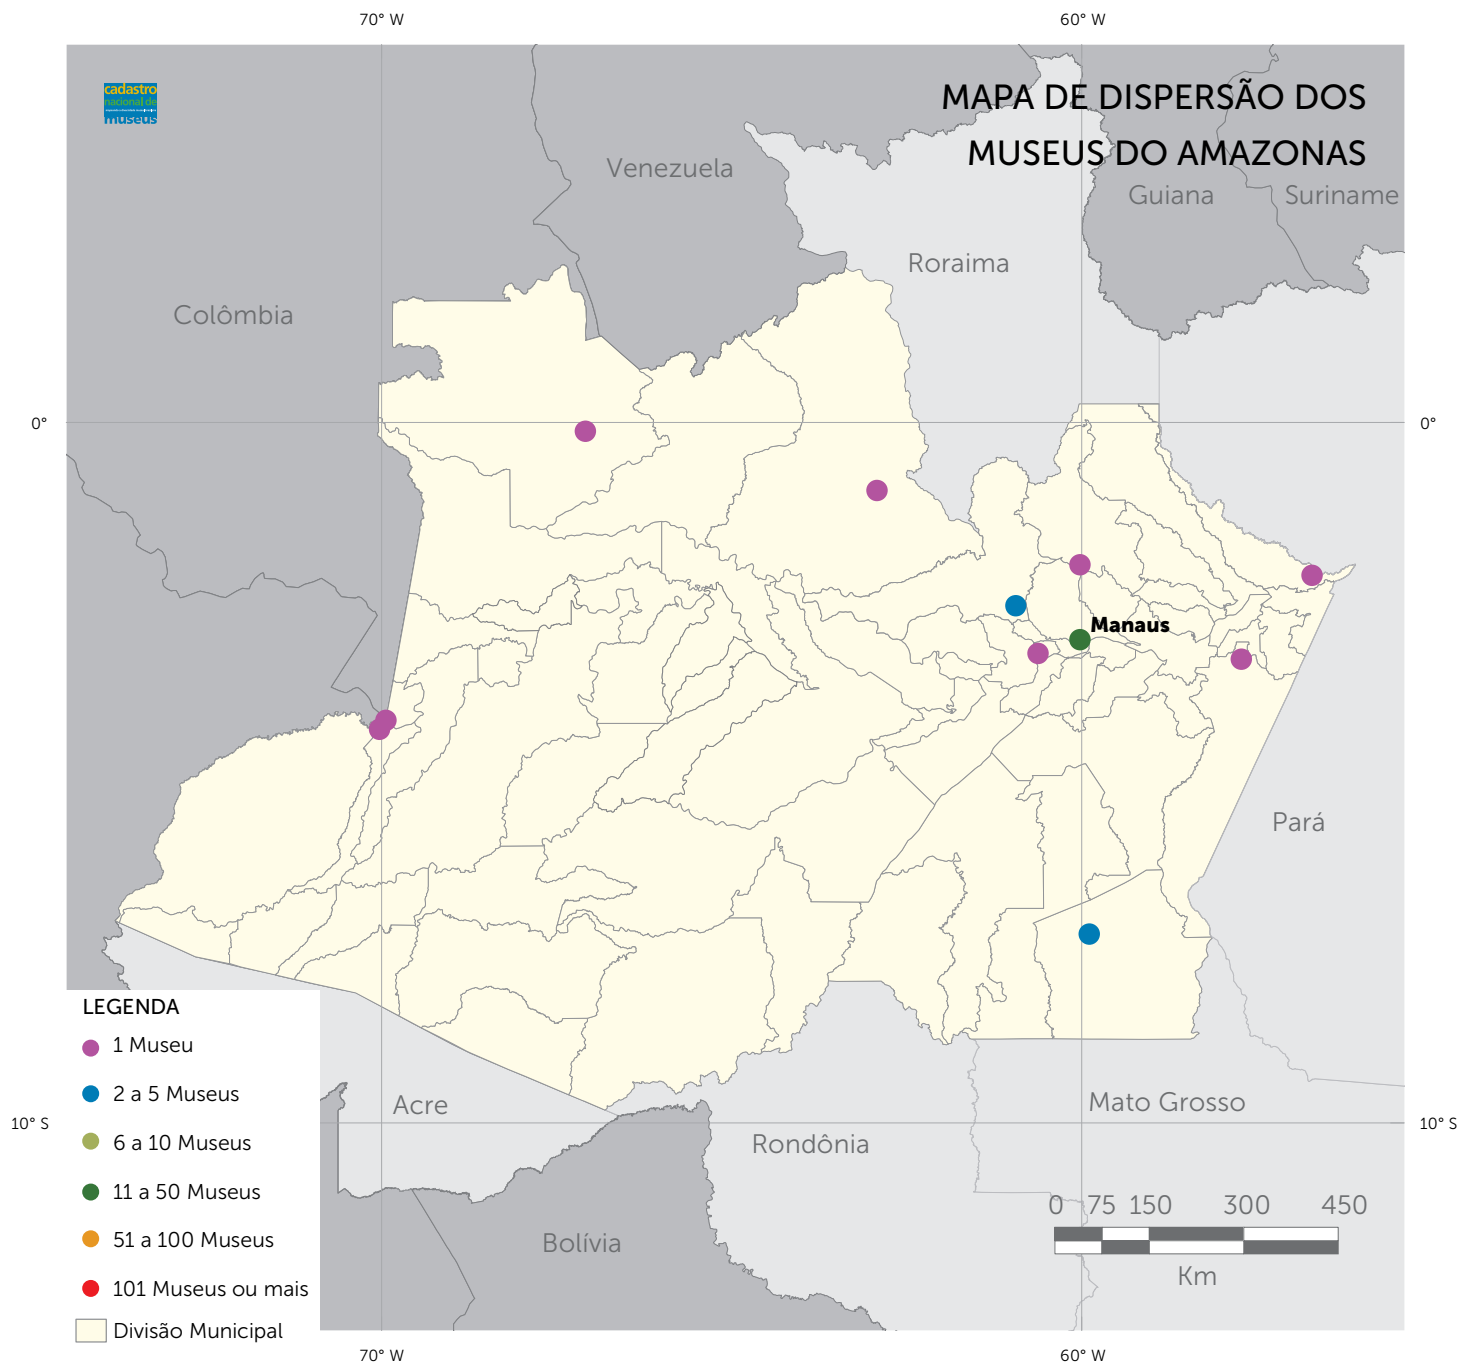 70° W
60° W
cadastro
nacional de
museus
MAPA DE DISPERSÃO DOS
MUSEUS DO AMAZONAS
Venezuela
Guiana
Suriname
Roraima
Colômbia
0°
0°
Manaus
Pará
LEGENDA
1 Museu
2 a 5 Museus
6 a 10 Museus
11 a 50 Museus
51 a 100 Museus
101 Museus ou mais
Divisão Municipal
Acre
Mato Grosso
10° S
10° S
Rondônia
0 75 150 300 450
Km
Bolívia
70° W
60° W